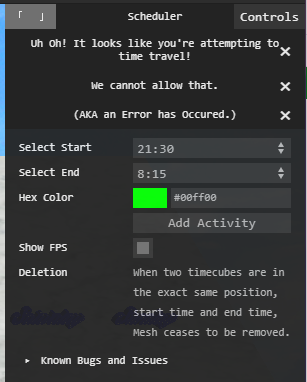 「 」 Scheduler Controls
Uh Oh! It looks like you're attempting to
time travel!
×
We cannot allow that. ×
(AKA an Error has Occured.) ×
Select Start 21:30
Select End 8:15
Hex Color #00ff00
Add Activity
Show FPS
Deletion When two timecubes are in
the exact same position,
start time and end time,
Mesh ceases to be removed.
▸ Known Bugs and Issues